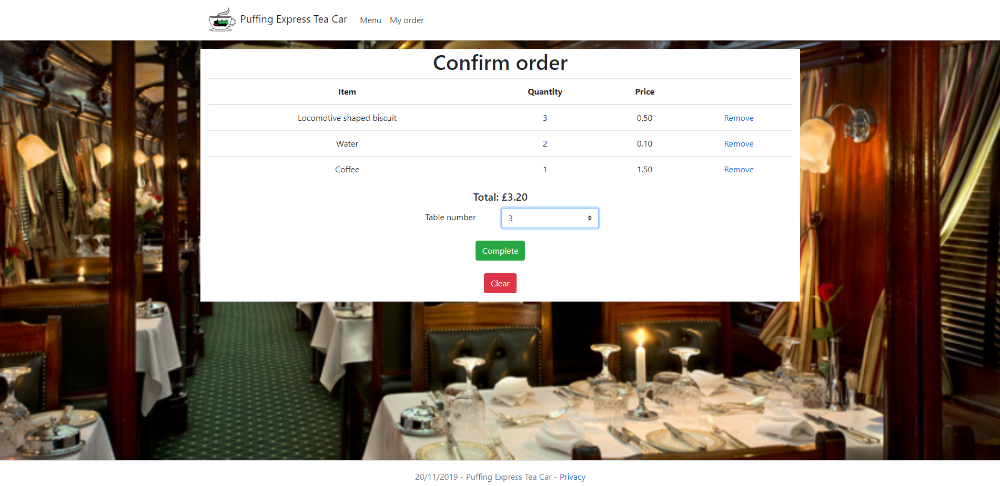 Puffing Express Tea Car Menu My order
Confirm order
Item Quantity Price
Locomotive shaped biscuit 3 0.50 Remove
Water 2 0.10 Remove
Coffee 1 1.50 Remove
Total: £3.20
Table number 3
Complete
Clear
20/11/2019 - Puffing Express Tea Car - Privacy